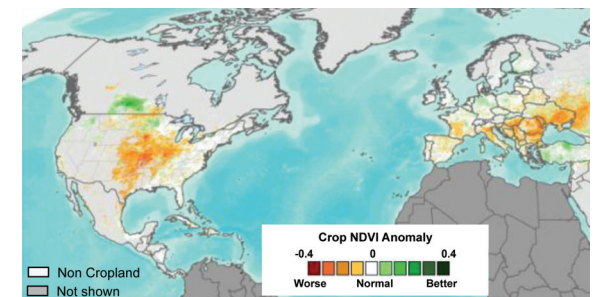 Crop NDVI Anomaly
-0.4 0 0.4
Worse Normal Better
Non Cropland
Not shown